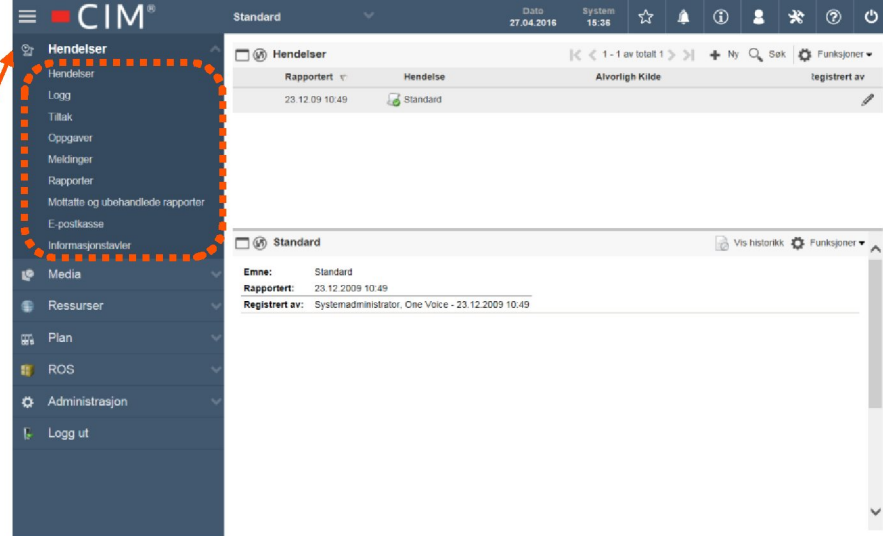 CIM®
Standard
Dato
27.04.2016
System
15:36
Hendelser
Hendelser
Logg
Tiltak
Oppgaver
Meldinger
Rapporter
Mottatte og ubehandlede rapporter
E-postkasse
Informasjonstavler
Media
Ressurser
Plan
ROS
Administrasjon
Logg ut
Hendelser
1 - 1 av totalt 1
Ny
Søk
Funksjoner
Rapportert Hendelse Alvorligh Kilde legistrert av
23.12.09 10:49 Standard
Standard
Vis historikk
Funksjoner
Emne: Standard
Rapportert: 23.12.2009 10:49
Registrert av: Systemadministrator, One Voice - 23.12.2009 10:49